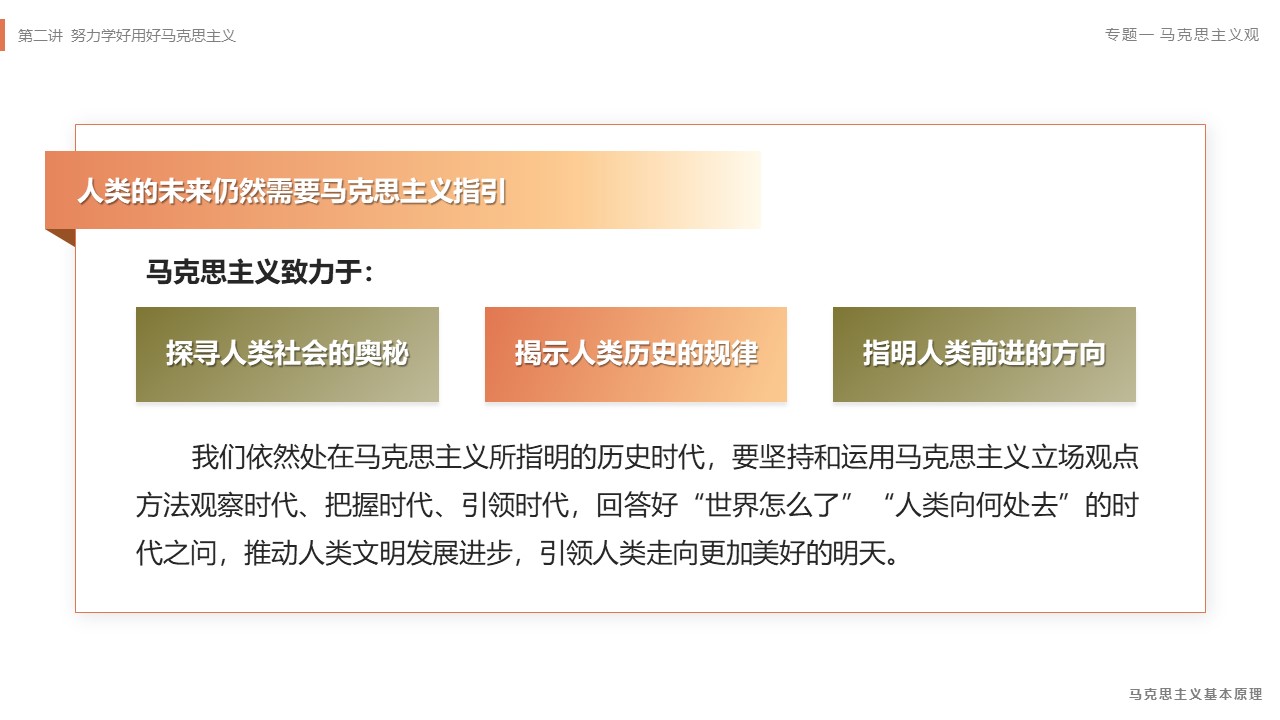 第二讲 努力学好用好马克思主义
专题一 马克思主义观
人类的未来仍然需要马克思主义指引
马克思主义致力于：
探寻人类社会的奥秘
揭示人类历史的规律
指明人类前进的方向
我们依然处在马克思主义所指明的历史时代，要坚持和运用马克思主义立场观点
方法观察时代、把握时代、引领时代，回答好“世界怎么了”“人类向何处去”的时
代之问，推动人类文明发展进步，引领人类走向更加美好的明天。
马克思主义基本原理